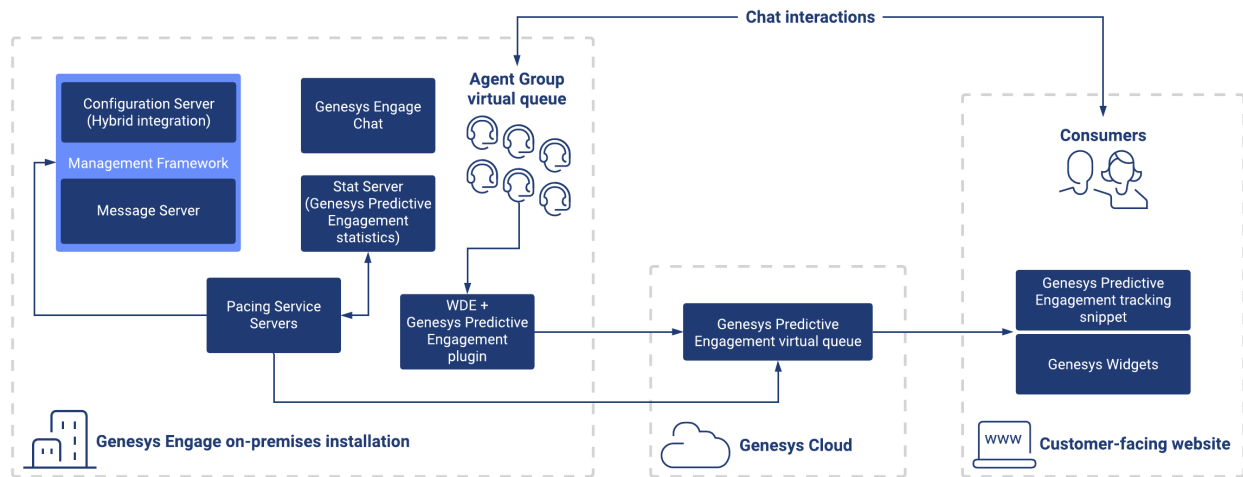 Chat interactions
Configuration Server
(Hybrid integration)
Management Framework
Message Server
Genesys Engage
Chat
Stat Server
(Genesys Predictive
Engagement
statistics)
Agent Group
virtual queue
Pacing Service
Servers
WDE +
Genesys Predictive
Engagement
plugin
Genesys Engage on-premises installation
Genesys Predictive
Engagement virtual queue
Genesys Cloud
Consumers
Genesys Predictive
Engagement tracking
snippet
Genesys Widgets
www
Customer-facing website